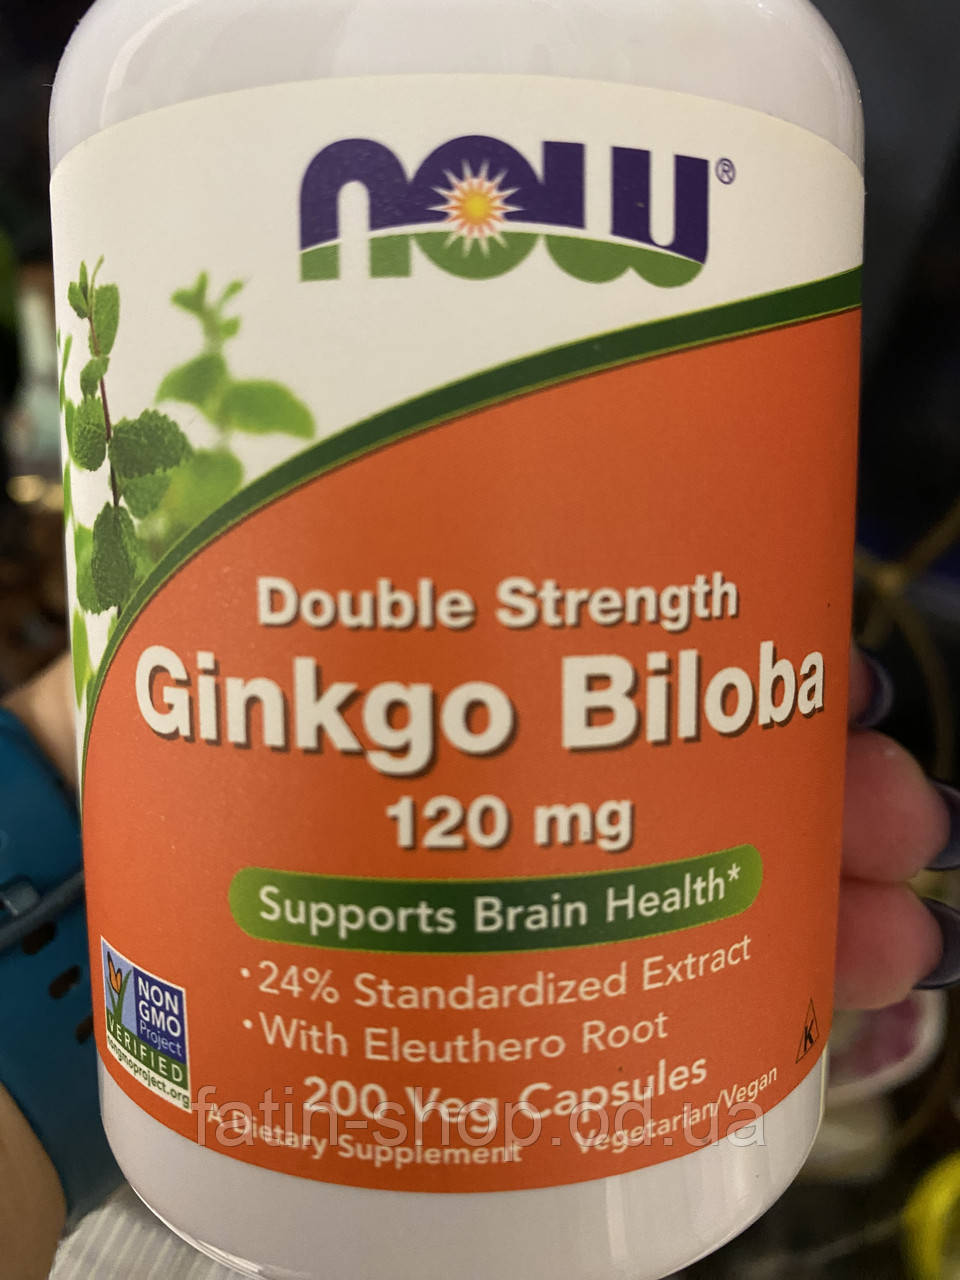 NOW®
Double Strength
Ginkgo Biloba
120 mg
Supports Brain Health*
• 24% Standardized Extract
• With Eleuthero Root
200 Veg Capsules
A Dietary Supplement
Vegetarian/Vegan
NON
GMO
Project
VERIFIED
nongmoproject.org
K
fatin-shop.od.ua